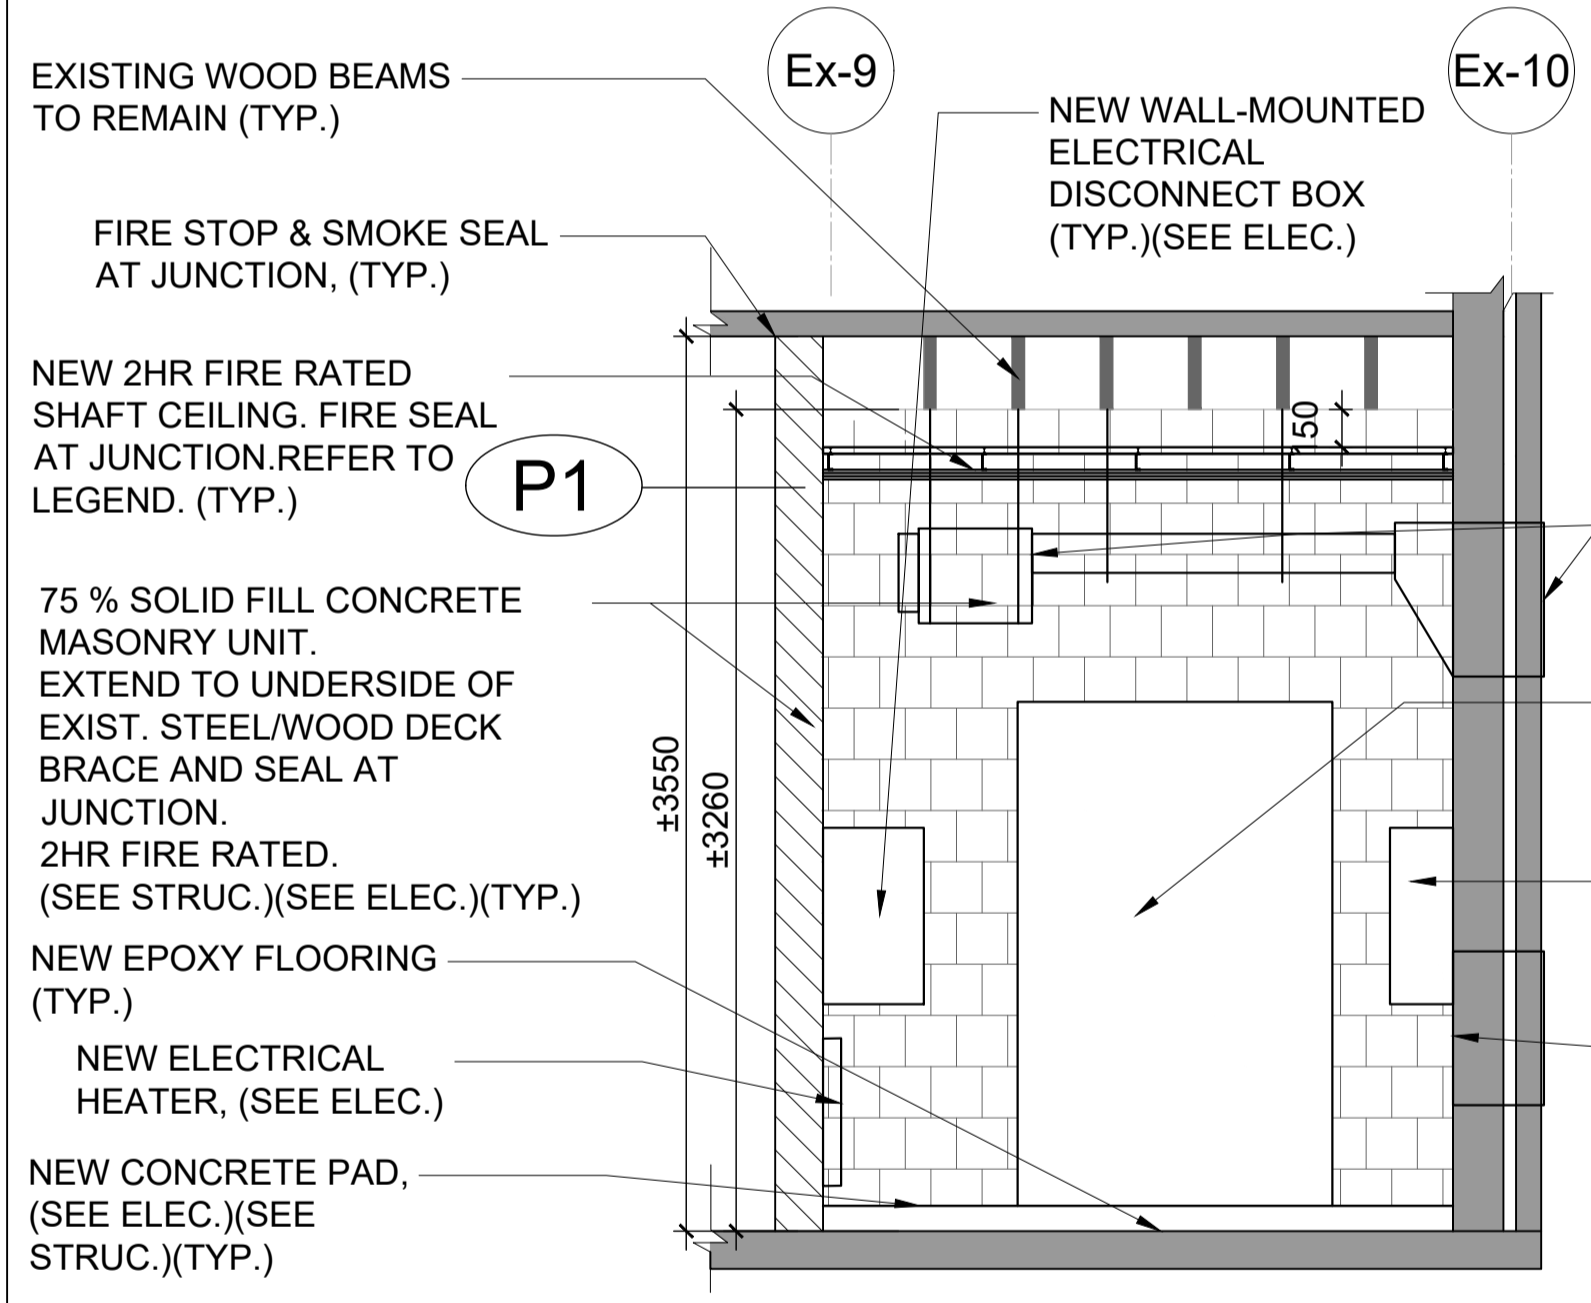 Ex-9
Ex-10
EXISTING WOOD BEAMS
TO REMAIN (TYP.)
NEW WALL-MOUNTED
ELECTRICAL
DISCONNECT BOX
(TYP.)(SEE ELEC.)
FIRE STOP & SMOKE SEAL
AT JUNCTION, (TYP.)
NEW 2HR FIRE RATED
SHAFT CEILING. FIRE SEAL
AT JUNCTION.REFER TO
LEGEND. (TYP.)
P1
150
75 % SOLID FILL CONCRETE
MASONRY UNIT.
EXTEND TO UNDERSIDE OF
EXIST. STEEL/WOOD DECK
BRACE AND SEAL AT
JUNCTION.
2HR FIRE RATED.
(SEE STRUC.)(SEE ELEC.)(TYP.)
±3550
±3260
NEW EPOXY FLOORING
(TYP.)
NEW ELECTRICAL
HEATER, (SEE ELEC.)
NEW CONCRETE PAD,
(SEE ELEC.)(SEE
STRUC.)(TYP.)